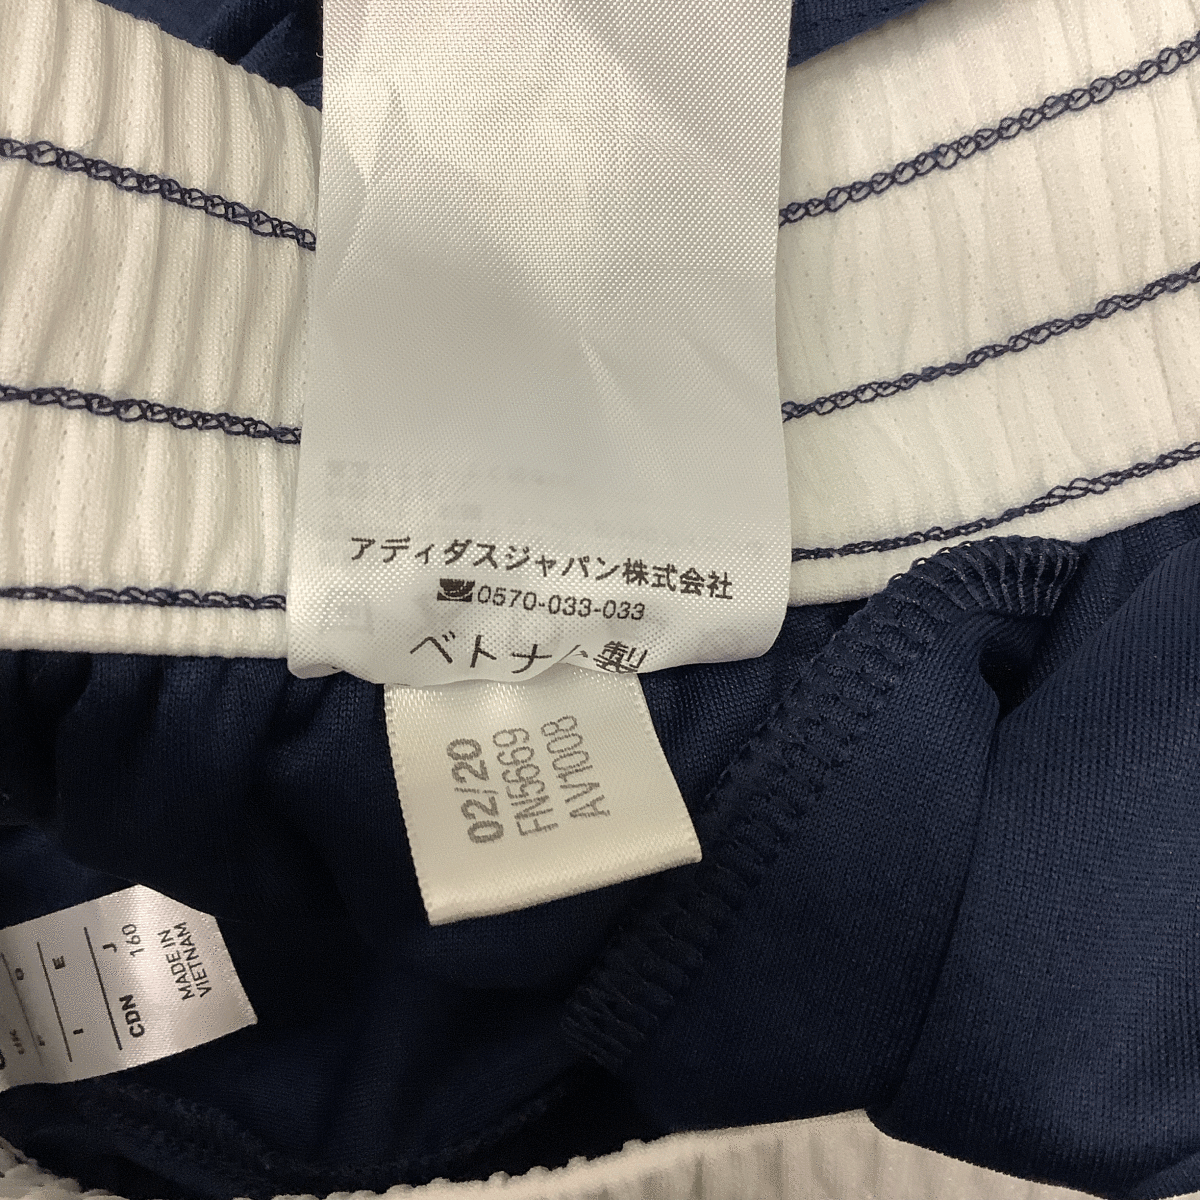 アディダスジャパン株式会社
0570-033-033
ベトナム製
02/20
FN5669
AV1008
E
I
J 160
CDN
MADE IN
VIETNAM